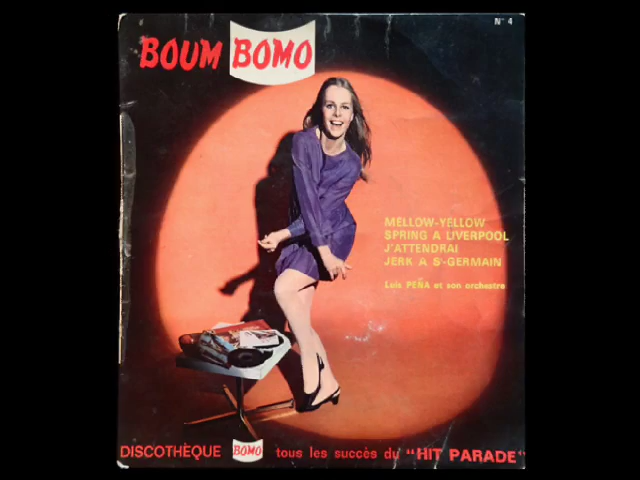 N° 4
BOUM BOMO
MELLOW-YELLOW
SPRING A LIVERPOOL
J'ATTENDRAI
JERK A St-GERMAIN
Luis PEÑA et son orchestre
DISCOTHÈQUE BOMO tous les succès du "HIT PARADE"